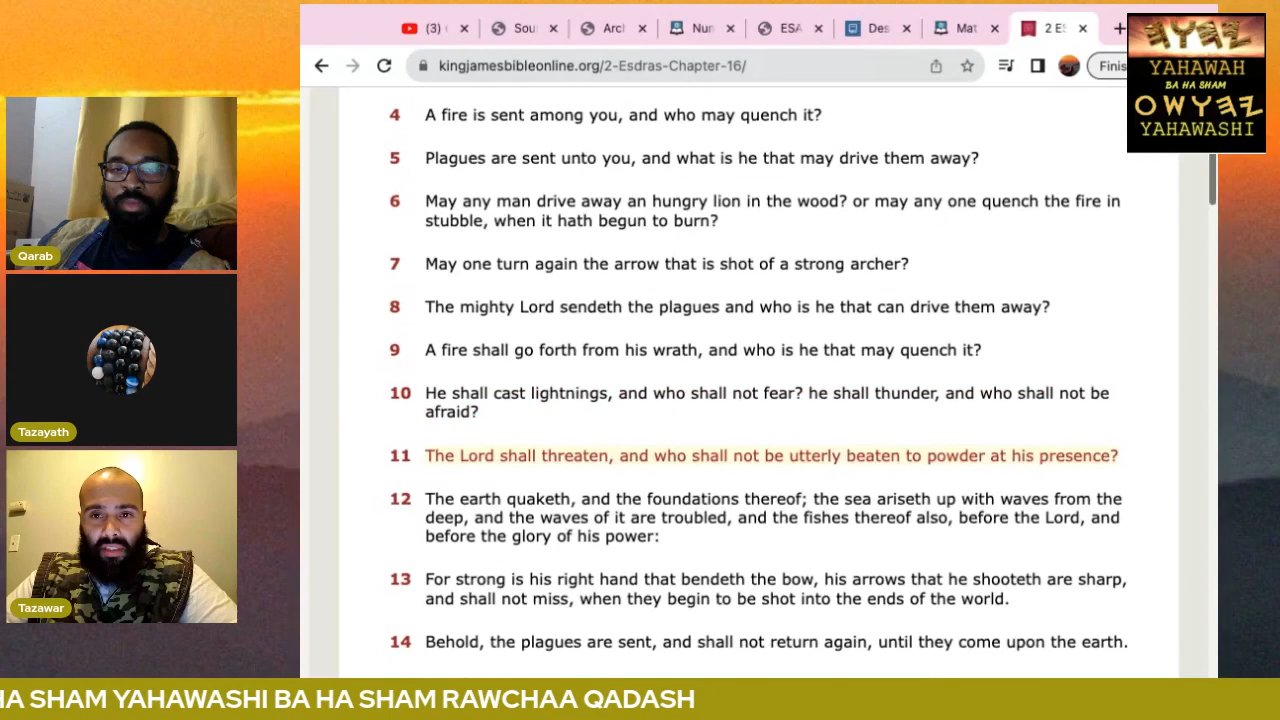 (3)
Soul
Arcl
Nun
ESA
Des
Mat
2 E
kingjamesbibleonline.org/2-Esdras-Chapter-16/
Finis
YAHAWAH
BA HA SHAM
YAHAWASHI
4 A fire is sent among you, and who may quench it?
5 Plagues are sent unto you, and what is he that may drive them away?
6 May any man drive away an hungry lion in the wood? or may any one quench the fire in
stubble, when it hath begun to burn?
7 May one turn again the arrow that is shot of a strong archer?
8 The mighty Lord sendeth the plagues and who is he that can drive them away?
9 A fire shall go forth from his wrath, and who is he that may quench it?
10 He shall cast lightnings, and who shall not fear? he shall thunder, and who shall not be
afraid?
11 The Lord shall threaten, and who shall not be utterly beaten to powder at his presence?
12 The earth quaketh, and the foundations thereof; the sea ariseth up with waves from the
deep, and the waves of it are troubled, and the fishes thereof also, before the Lord, and
before the glory of his power:
13 For strong is his right hand that bendeth the bow, his arrows that he shooteth are sharp,
and shall not miss, when they begin to be shot into the ends of the world.
14 Behold, the plagues are sent, and shall not return again, until they come upon the earth.
Qarab
Tazayath
Tazawar
HA SHAM YAHAWASHI BA HA SHAM RAWCHAA QADASH